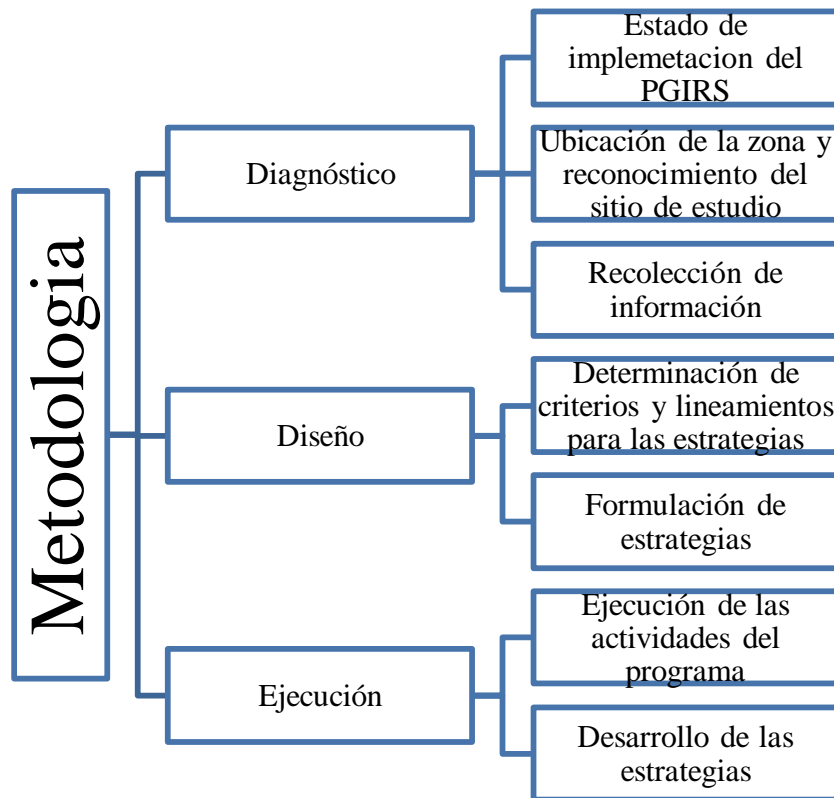 Metodologia
Diagnóstico
Estado de
implemetacion del
PGIRS
Ubicación de la zona y
reconocimiento del
sitio de estudio
Recolección de
información
Diseño
Determinación de
criterios y lineamientos
para las estrategias
Formulación de
estrategias
Ejecución
Ejecución de las
actividades del
programa
Desarrollo de las
estrategias